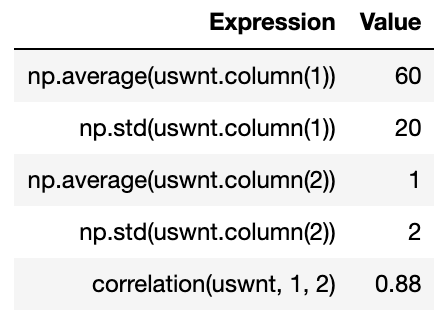 Expression Value
np.average(uswnt.column(1)) 60
np.std(uswnt.column(1)) 20
np.average(uswnt.column(2)) 1
np.std(uswnt.column(2)) 2
correlation(uswnt, 1, 2) 0.88